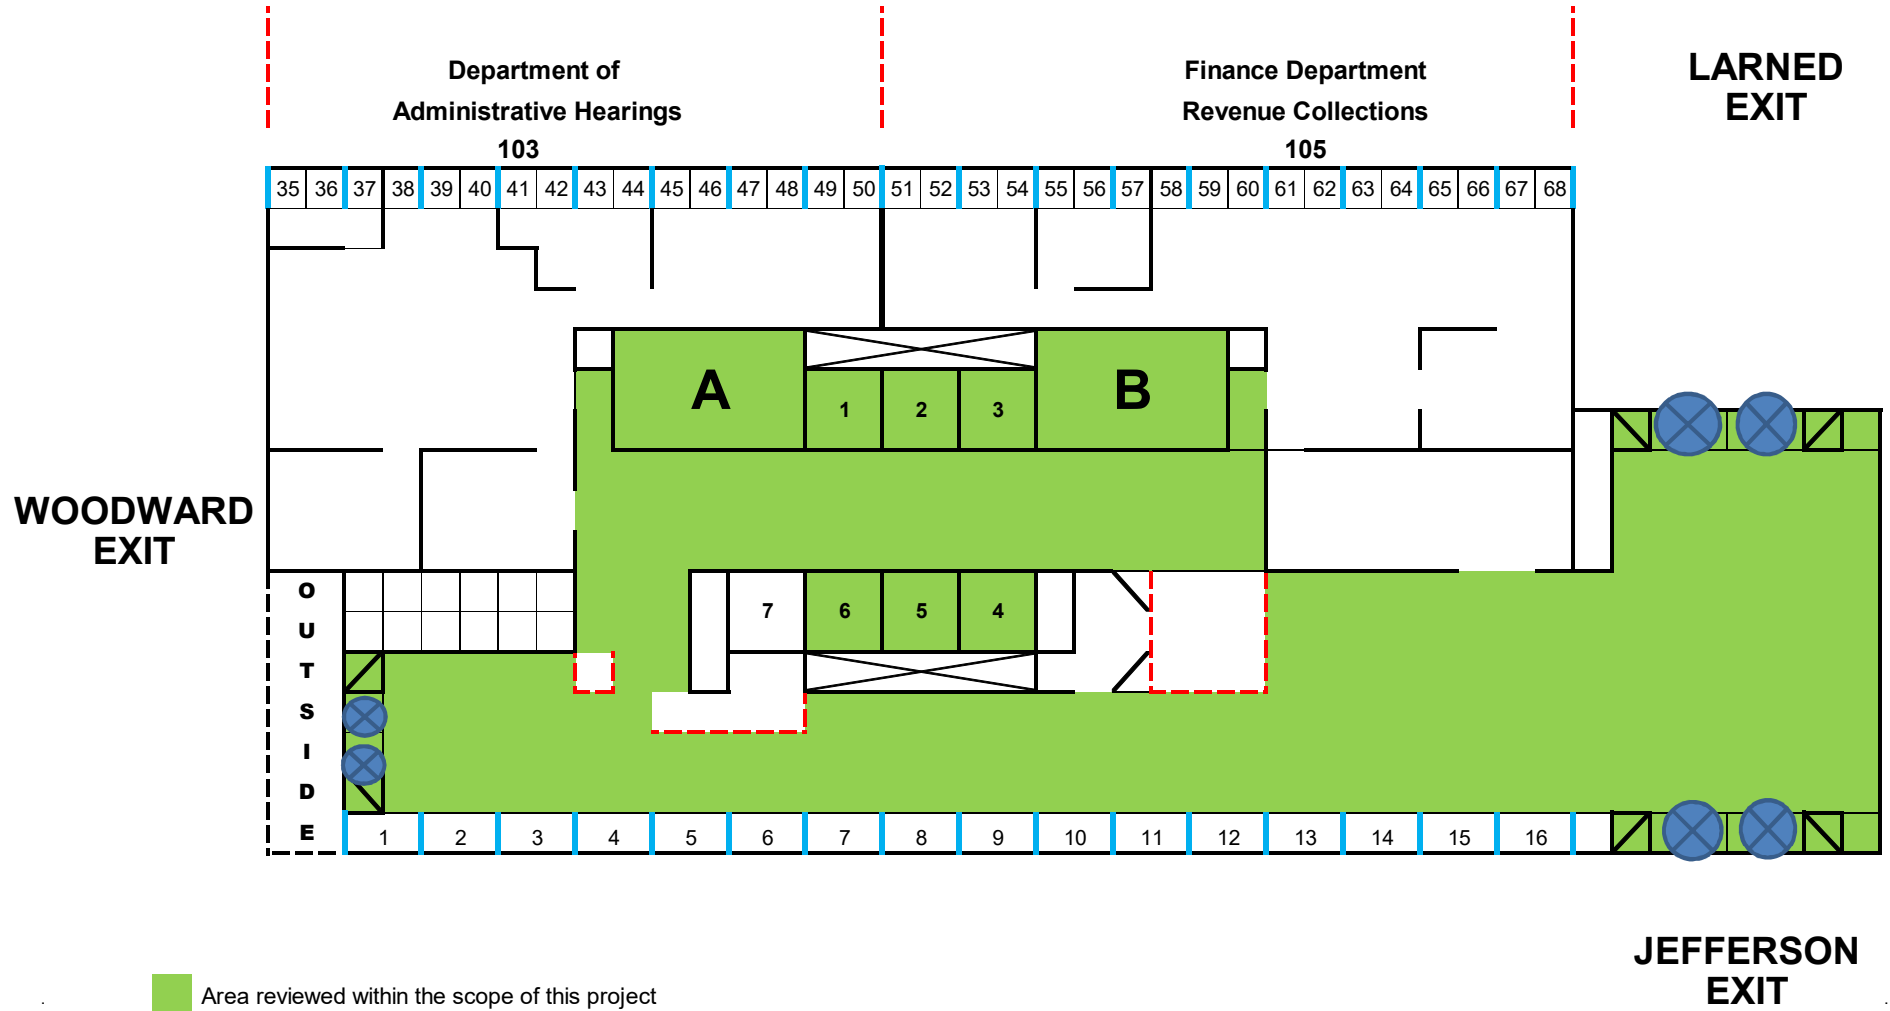 Department of
Administrative Hearings
103
Finance Department
Revenue Collections
105
LARNED
EXIT
35 36 37 38 39 40 41 42 43 44 45 46 47 48 49 50 51 52 53 54 55 56 57 58 59 60 61 62 63 64 65 66 67 68
A
B
1 2 3
WOODWARD
EXIT
OUTSIDE
7 6 5 4
1 2 3 4 5 6 7 8 9 10 11 12 13 14 15 16
JEFFERSON
EXIT
Area reviewed within the scope of this project